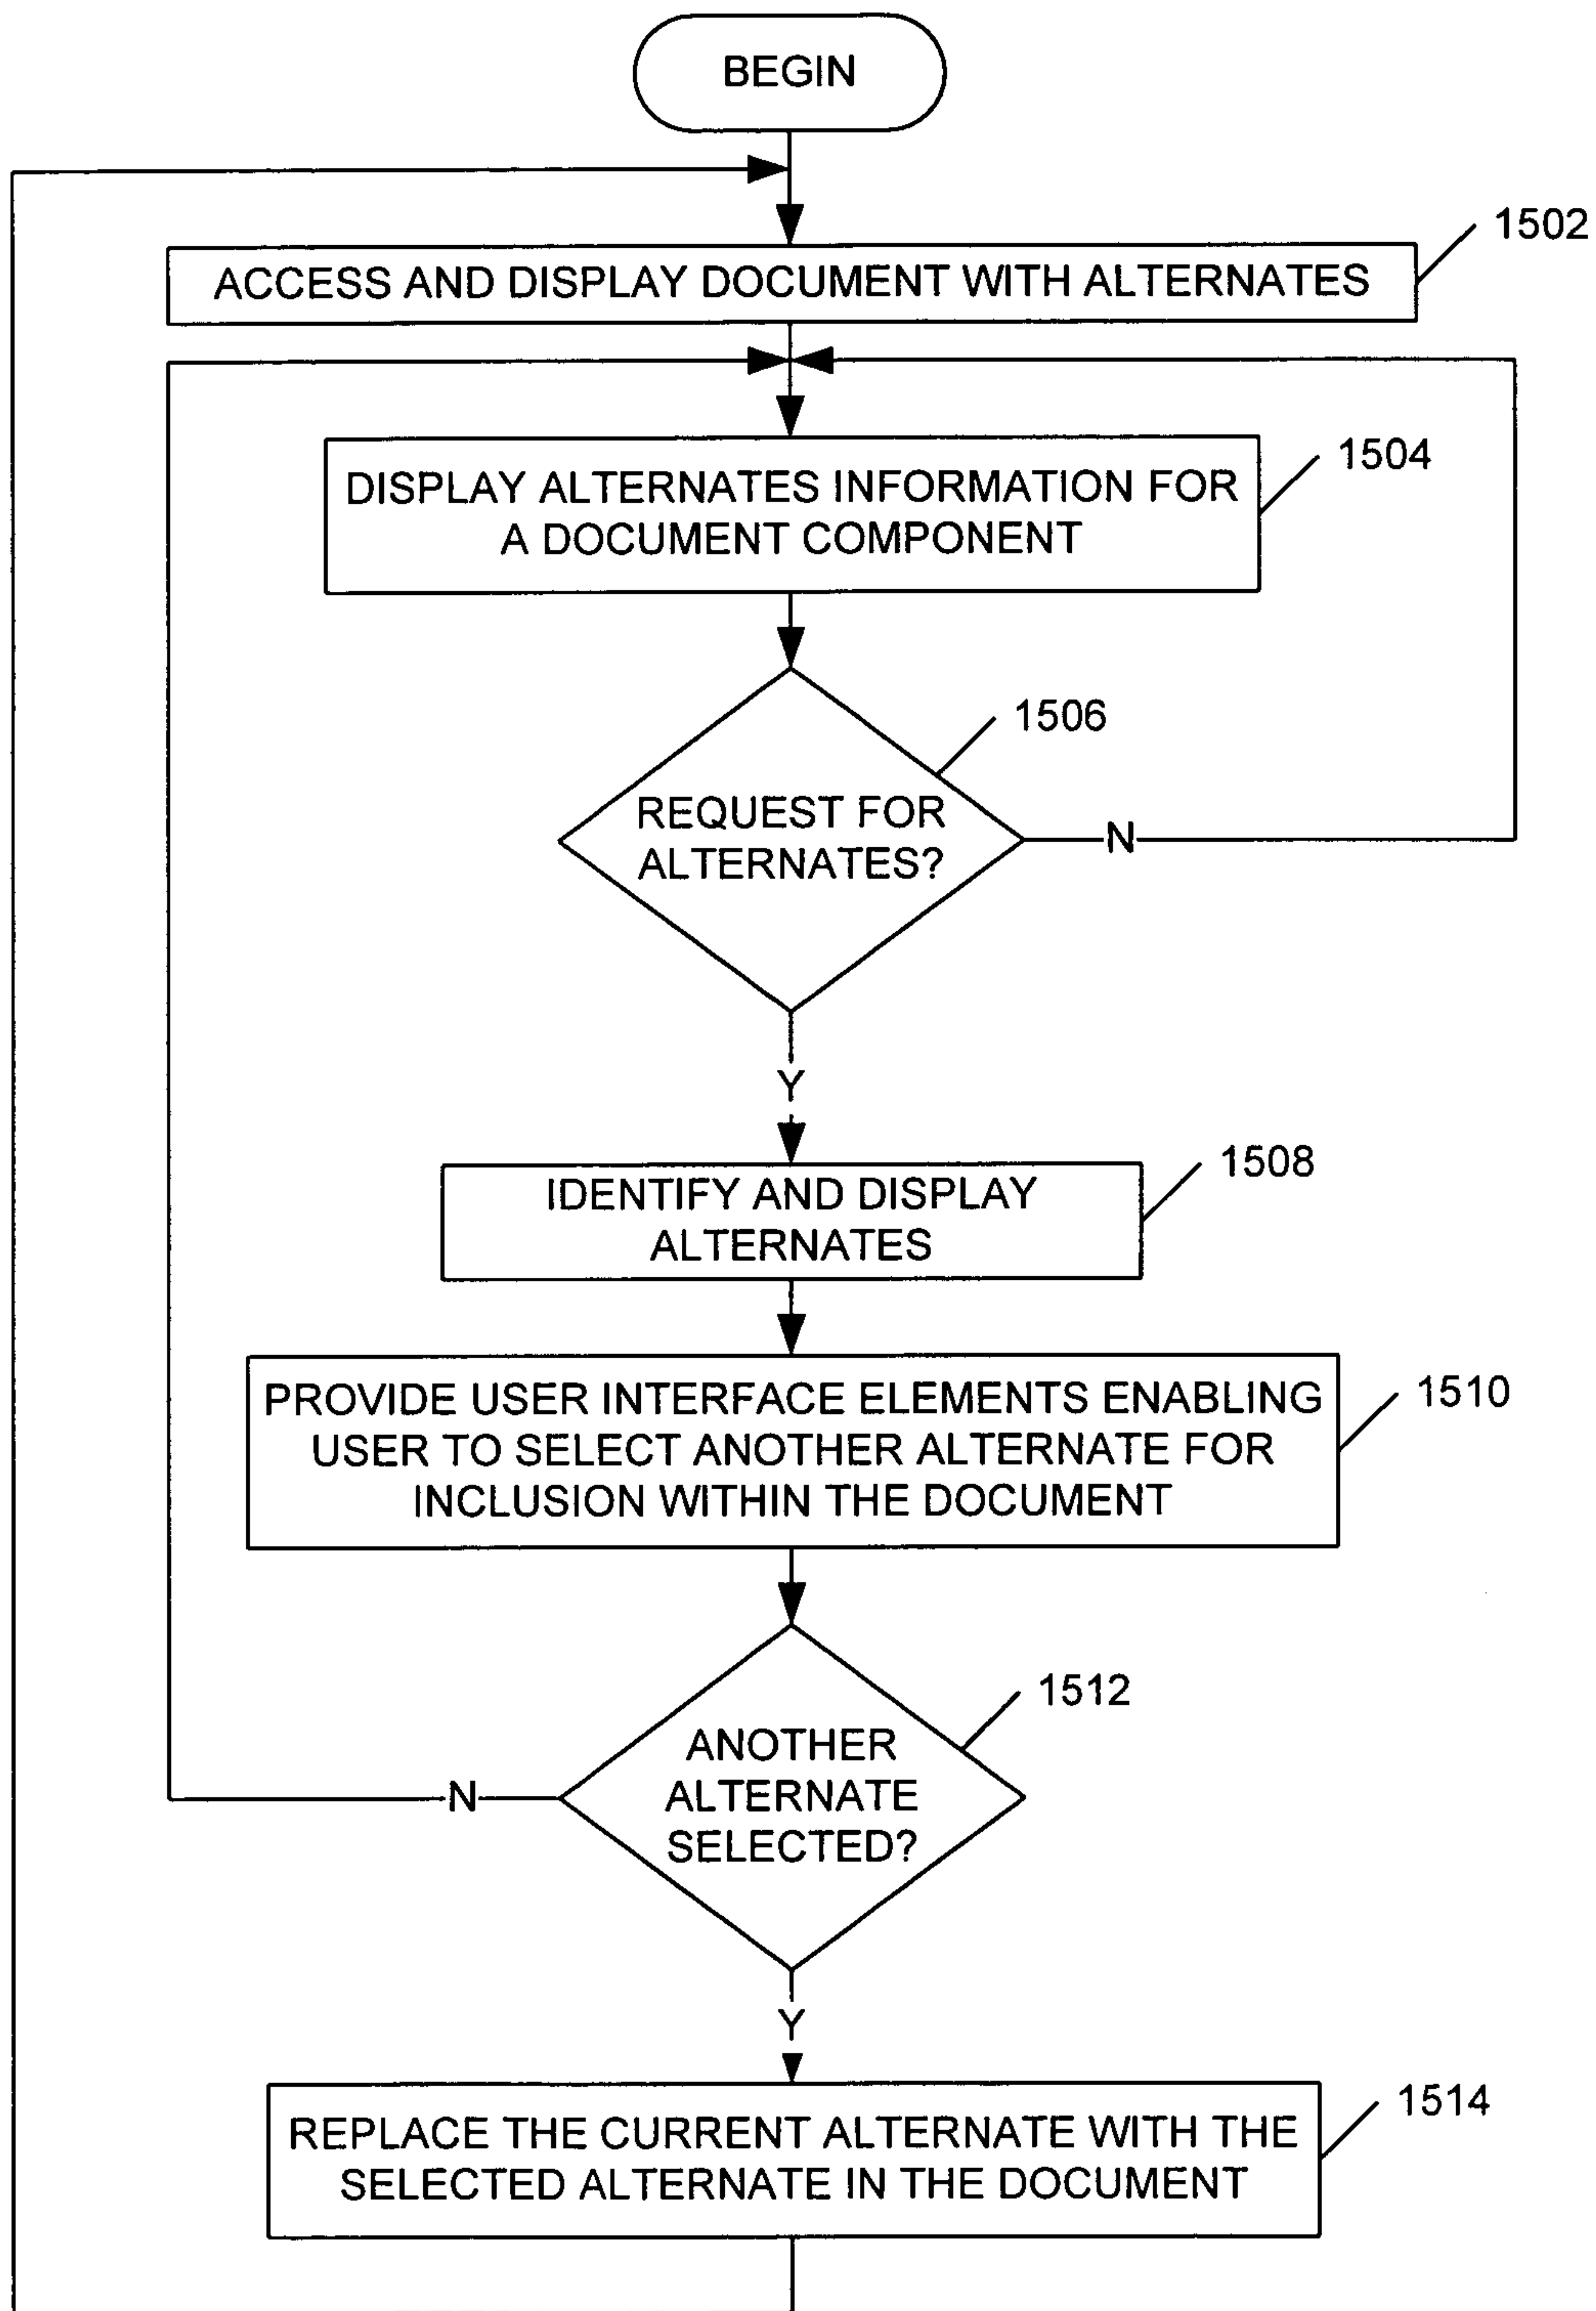 BEGIN
1502
ACCESS AND DISPLAY DOCUMENT WITH ALTERNATES
1504
DISPLAY ALTERNATES INFORMATION FOR
A DOCUMENT COMPONENT
1506
REQUEST FOR
ALTERNATES?
N
Y
1508
IDENTIFY AND DISPLAY
ALTERNATES
1510
PROVIDE USER INTERFACE ELEMENTS ENABLING
USER TO SELECT ANOTHER ALTERNATE FOR
INCLUSION WITHIN THE DOCUMENT
1512
ANOTHER
ALTERNATE
SELECTED?
N
Y
1514
REPLACE THE CURRENT ALTERNATE WITH THE
SELECTED ALTERNATE IN THE DOCUMENT